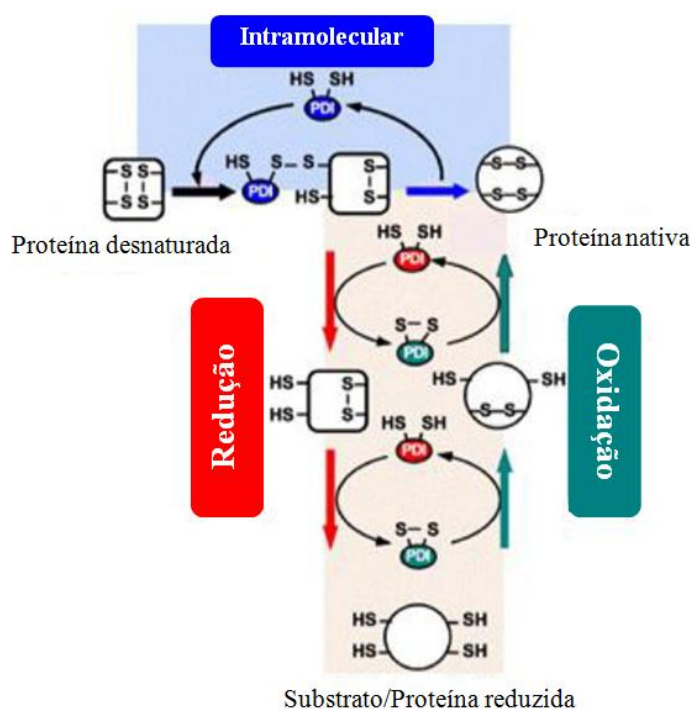 Intramolecular
HS SH
PDI
HS S S
S S
S S
PDI
HS
S
S
S S
S S
Proteína desnaturada
Proteína nativa
HS SH
PDI
S S
PDI
Redução
HS
HS
S
S
HS
SH
S S
Oxidação
HS SH
PDI
S S
PDI
HS SH
HS SH
Substrato/Proteína reduzida